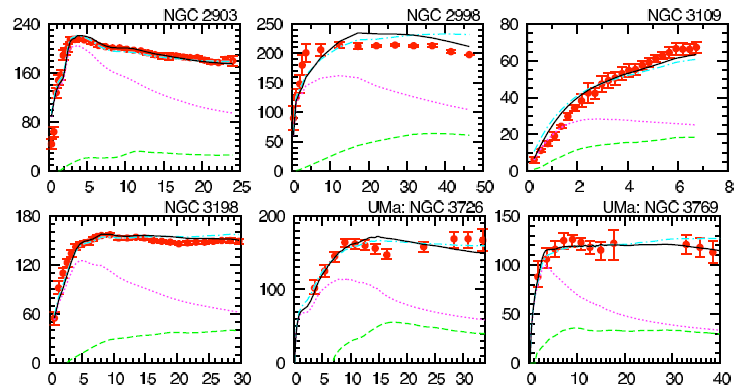 NGC 2903
NGC 2998
NGC 3109
240
160
80
0
0 5 10 15 20 25
250
200
150
100
50
0
0 10 20 30 40 50
80
60
40
20
0
0 2 4 6 8
NGC 3198
UMa: NGC 3726
UMa: NGC 3769
180
120
60
0
0 5 10 15 20 25 30
200
100
0
0 5 10 15 20 25 30
150
100
50
0
0 10 20 30 40